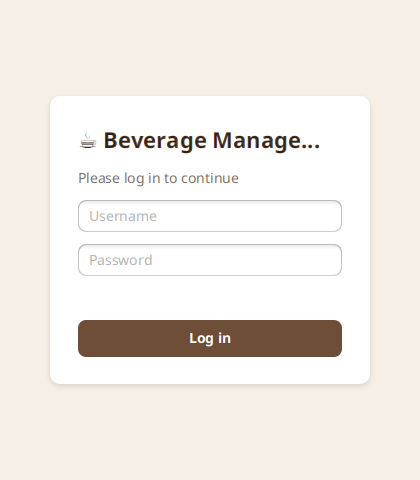 ☕ Beverage Manage...
Please log in to continue
Username
Password
Log in